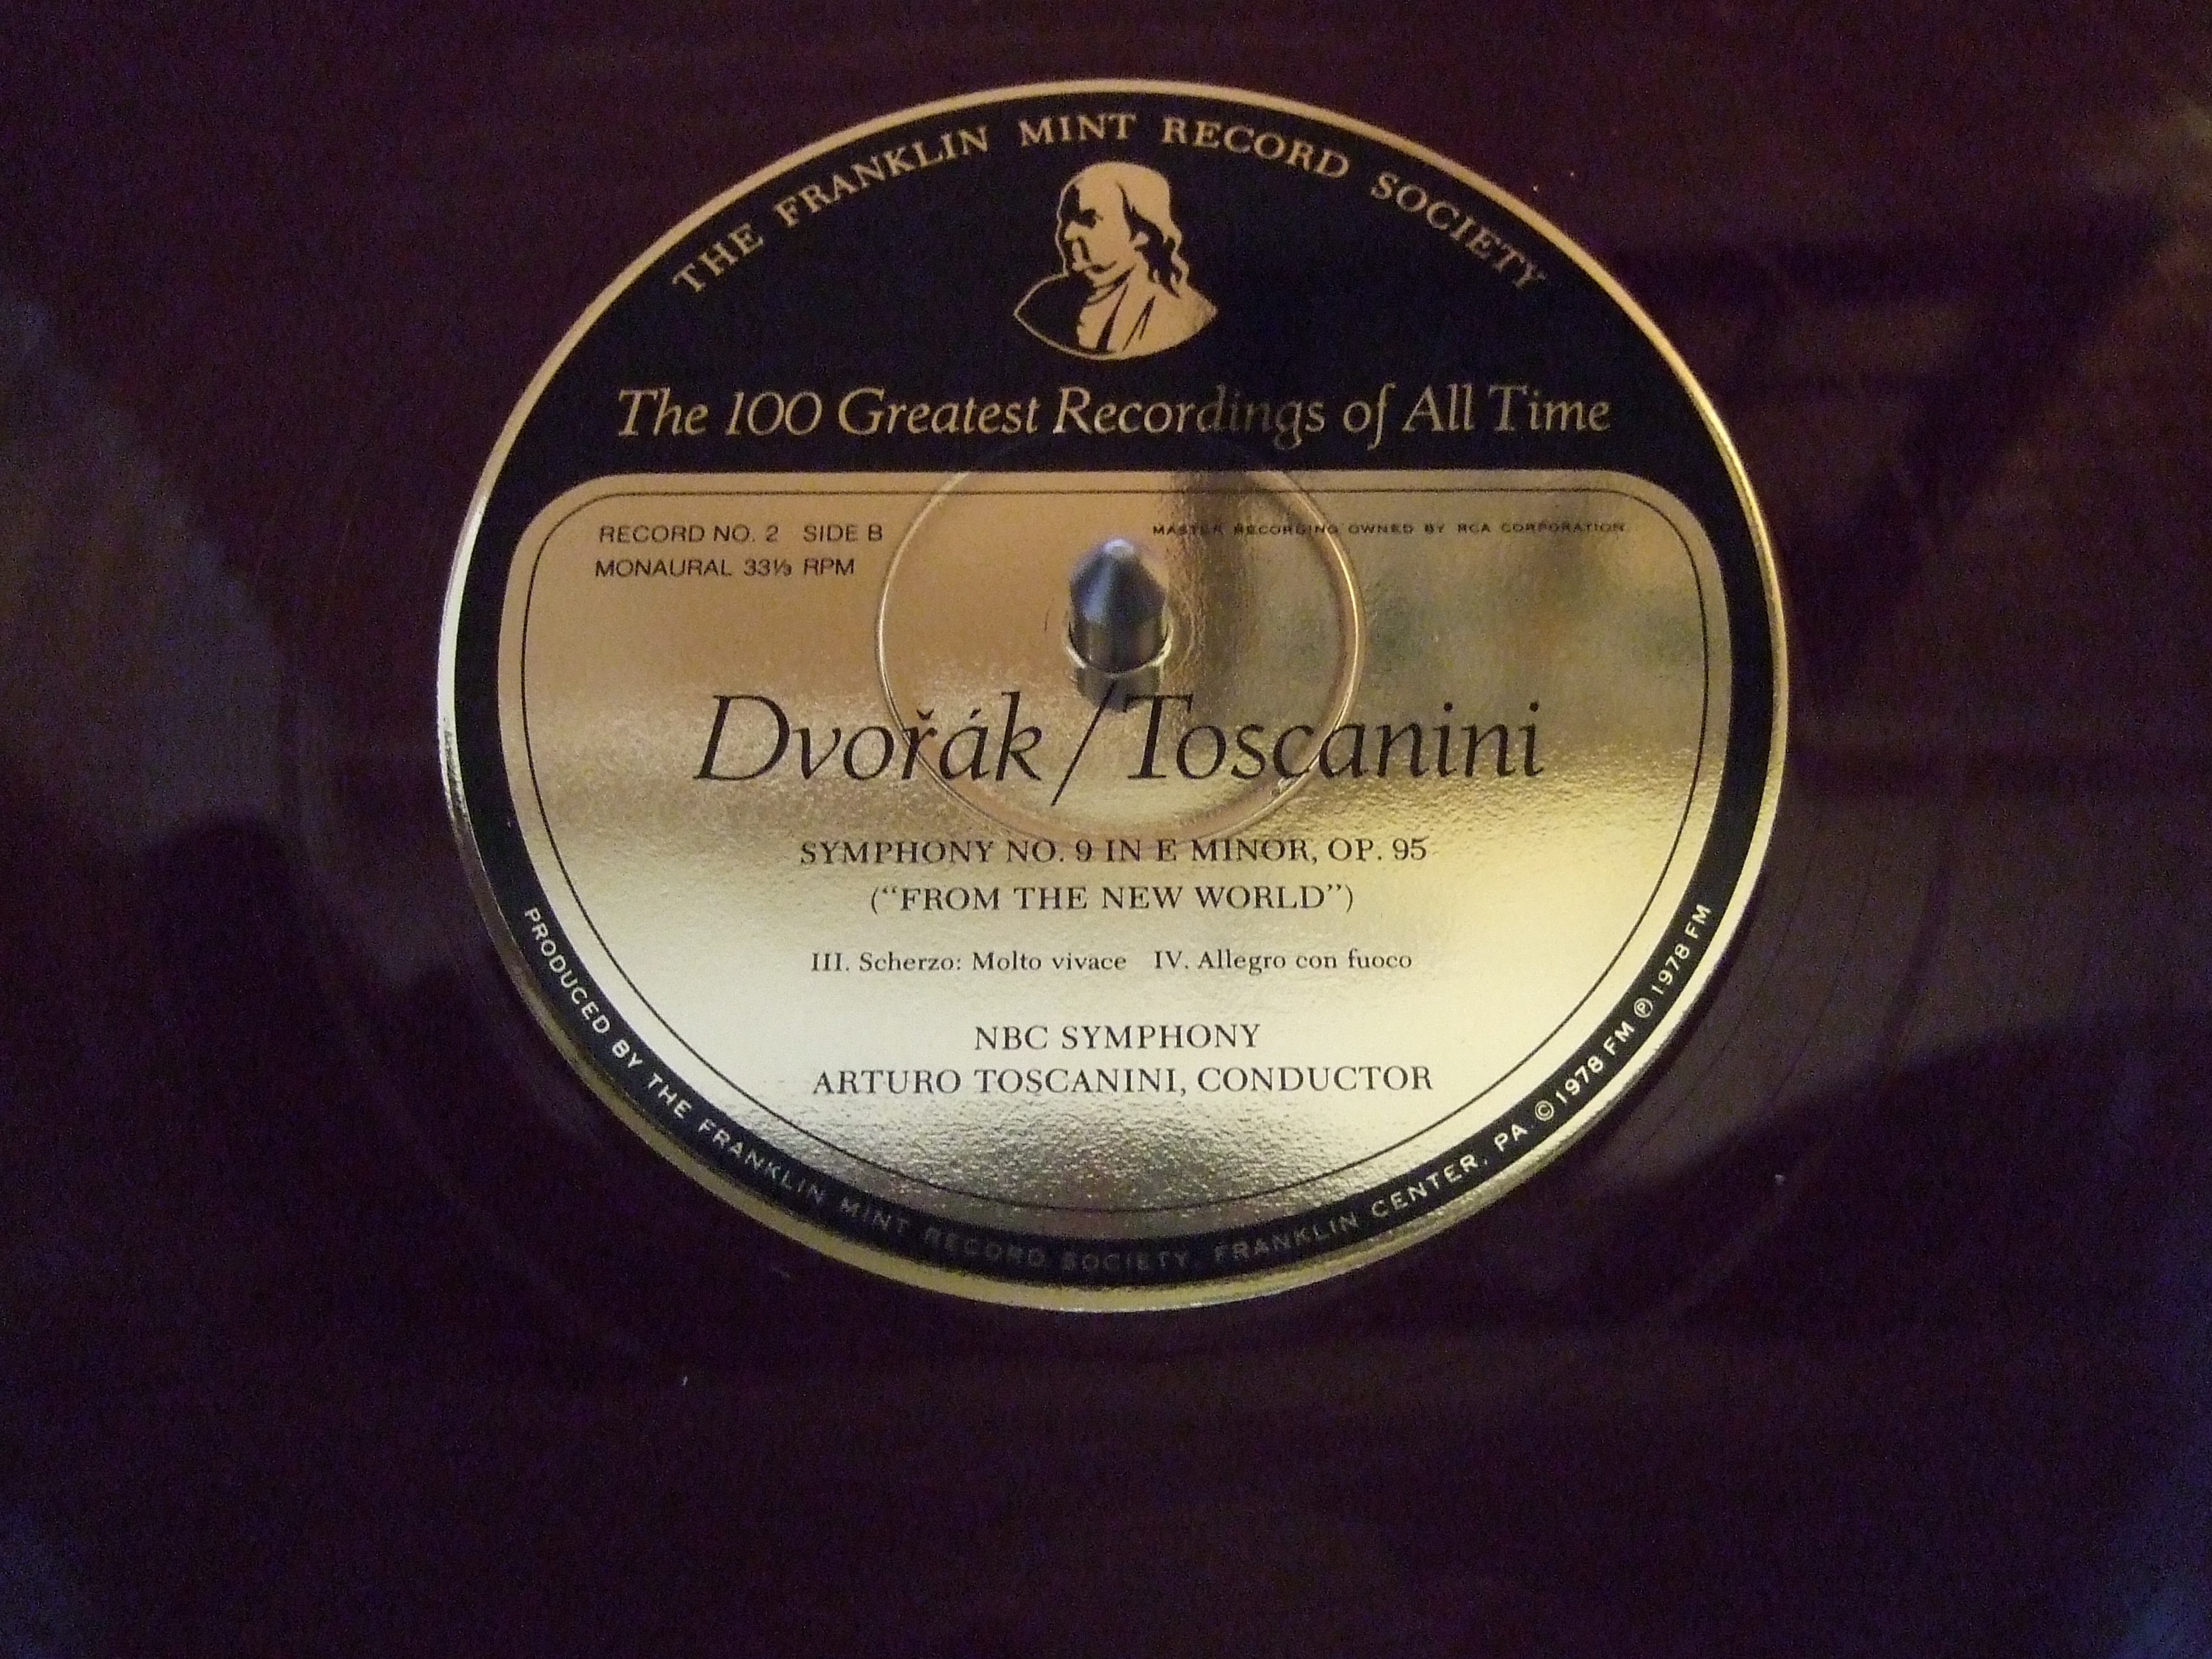 THE FRANKLIN MINT RECORD SOCIETY
The 100 Greatest Recordings of All Time
RECORD NO. 2 SIDE B
MONAURAL 33⅓ RPM
MASTER RECORDING OWNED BY RCA CORPORATION
Dvořák/Toscanini
SYMPHONY NO. 9 IN E MINOR, OP. 95
(“FROM THE NEW WORLD”)
III. Scherzo: Molto vivace IV. Allegro con fuoco
NBC SYMPHONY
ARTURO TOSCANINI, CONDUCTOR
PRODUCED BY THE FRANKLIN MINT RECORD SOCIETY, FRANKLIN CENTER, PA © 1978 FM ℗ 1978 FM